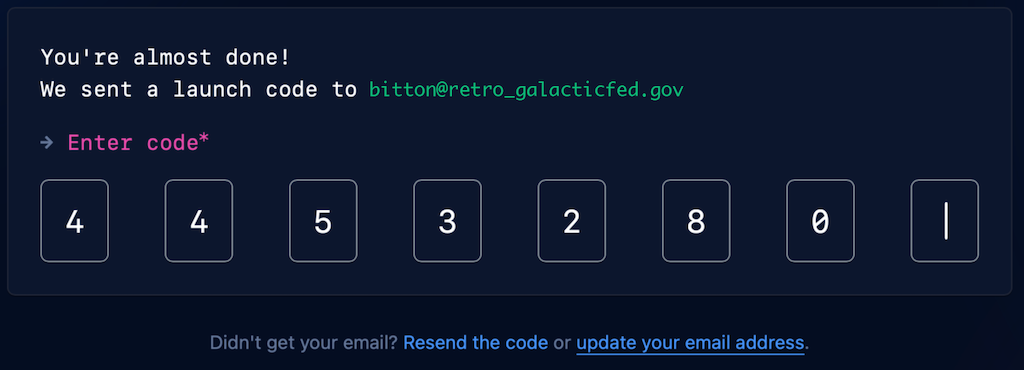 You're almost done!
We sent a launch code to bitton@retro_galacticfed.gov
→ Enter code*
4 4 5 3 2 8 0
Didn't get your email? Resend the code or update your email address.